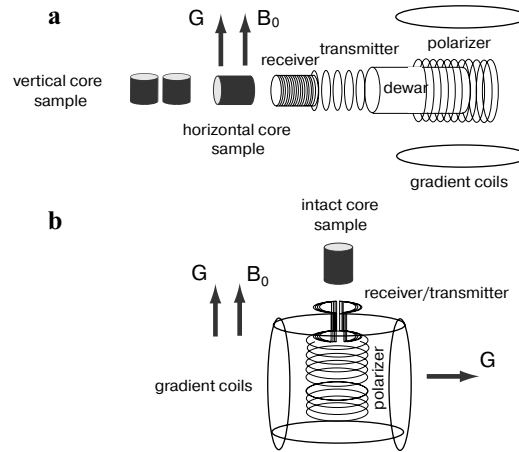 a
G
B0
polarizer
transmitter
receiver
vertical core
sample
dewar
horizontal core
sample
gradient coils
b
intact core
sample
G
B0
receiver/transmitter
gradient coils
polarizer
G